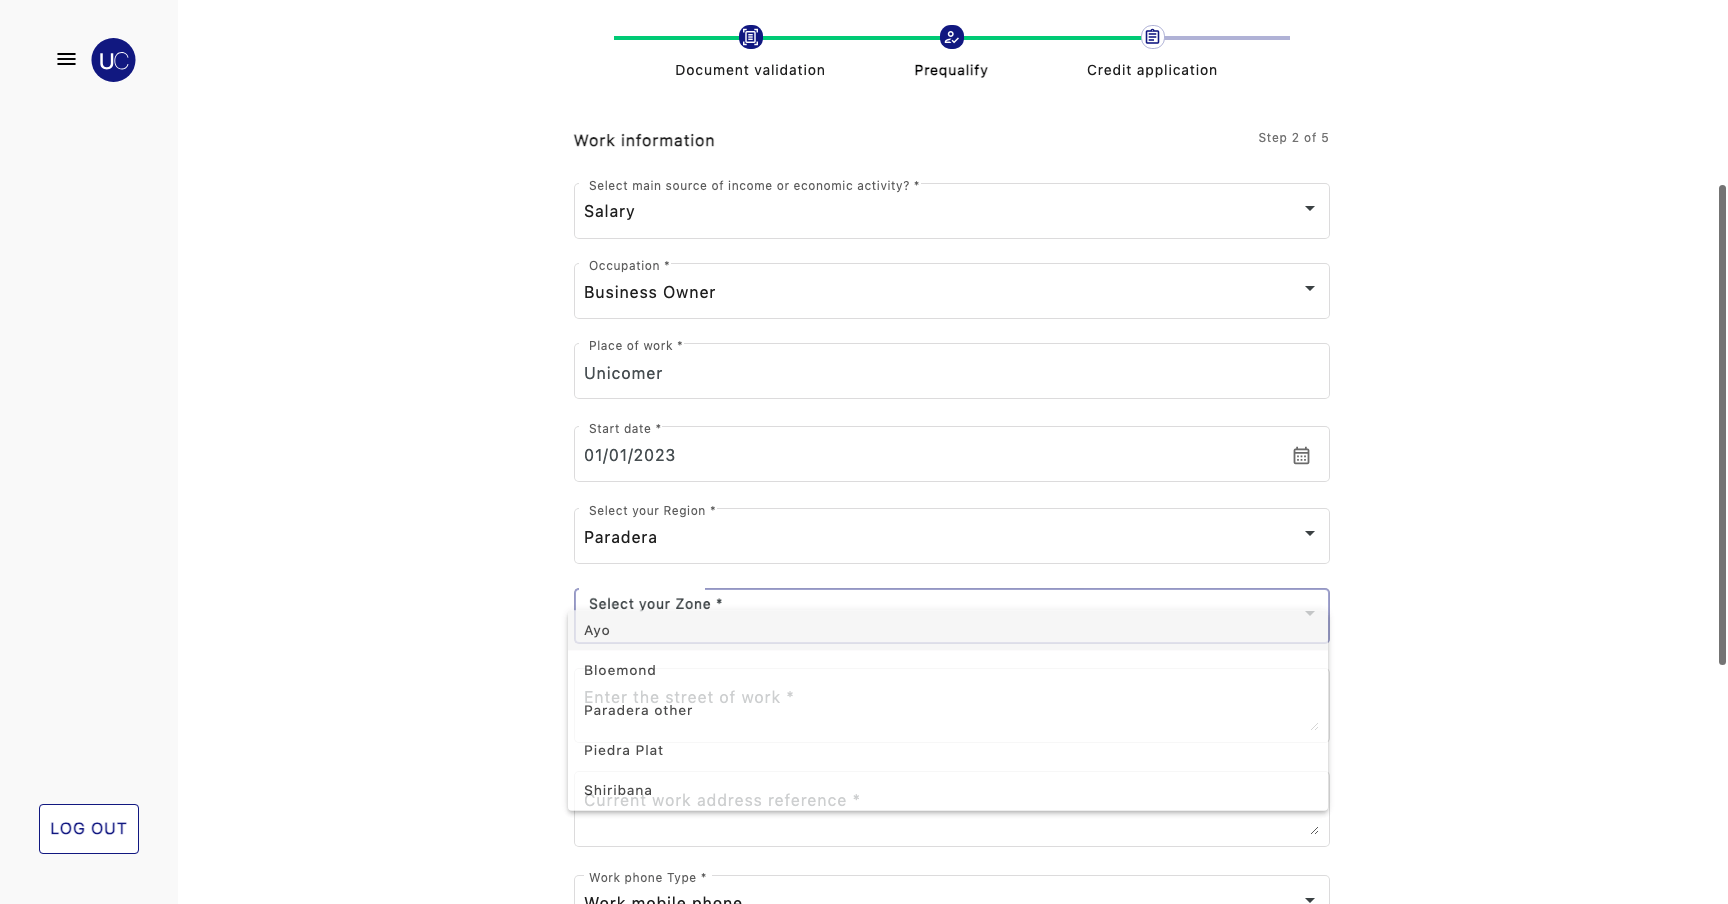 UC
Document validation
Prequalify
Credit application
Work information
Step 2 of 5
Select main source of income or economic activity? *
Salary
Occupation *
Business Owner
Place of work *
Unicomer
Start date *
01/01/2023
Select your Region *
Paradera
Select your Zone *
Ayo
Bloemond
Enter the street of work *
Paradera other
Piedra Plat
Shiribana
Current work address reference *
LOG OUT
Work phone Type *
Work mobile phone